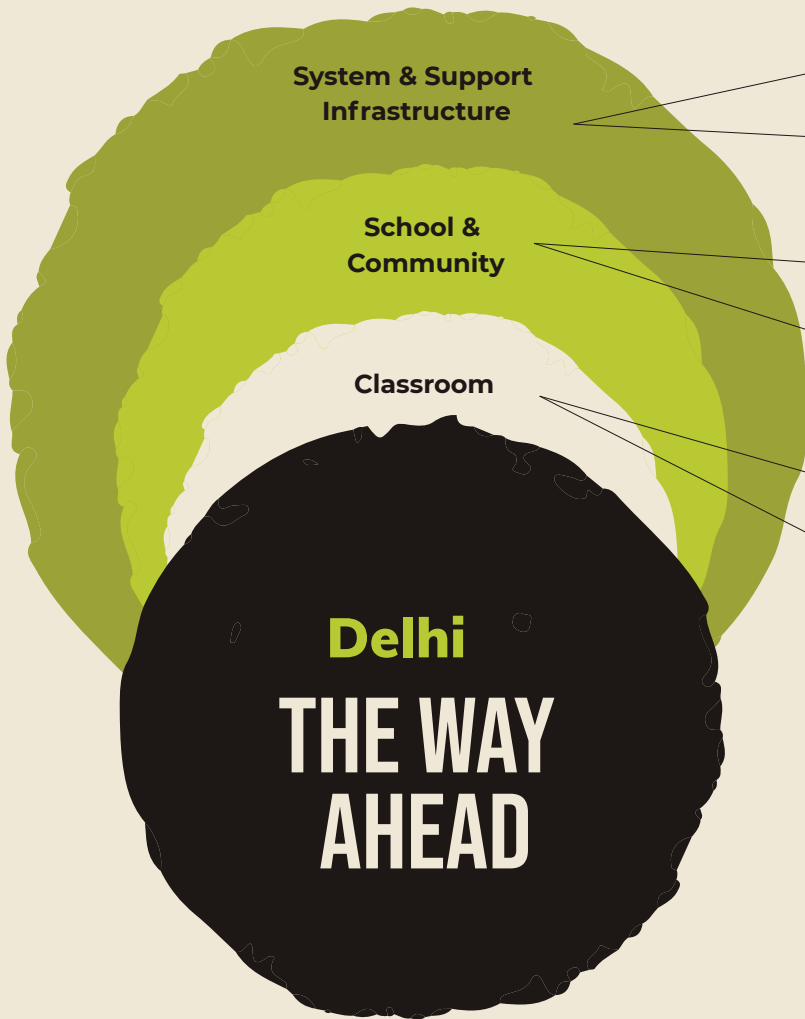 System & Support
Infrastructure
School &
Community
Classroom
Delhi
THE WAY
AHEAD